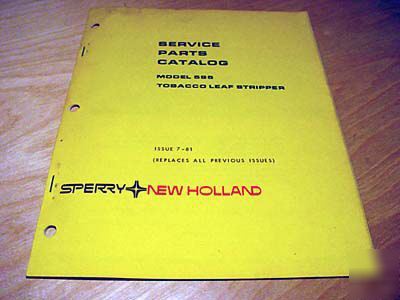 SERVICE
PARTS
CATALOG
MODEL 595
TOBACCO LEAF STRIPPER
ISSUE 7-81
(REPLACES ALL PREVIOUS ISSUES)
SPERRY NEW HOLLAND